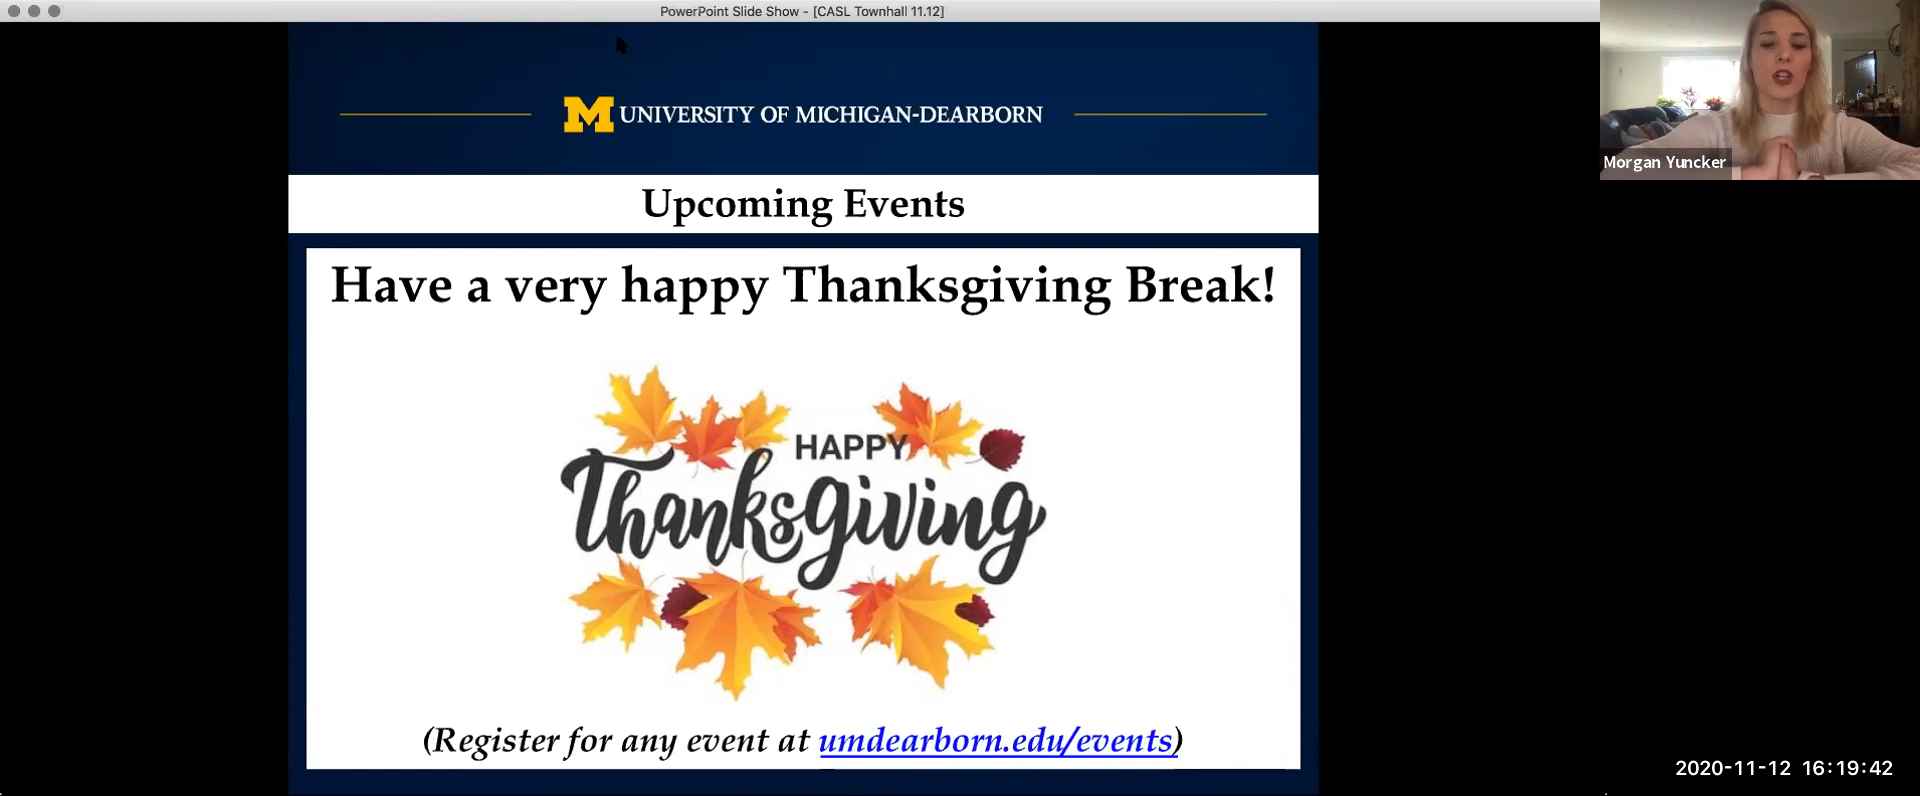 PowerPoint Slide Show - [CASL Townhall 11.12]
M UNIVERSITY OF MICHIGAN-DEARBORN
Morgan Yuncker
Upcoming Events
Have a very happy Thanksgiving Break!
HAPPY
Thanksgiving
(Register for any event at umdearborn.edu/events)
2020-11-12 16:19:42